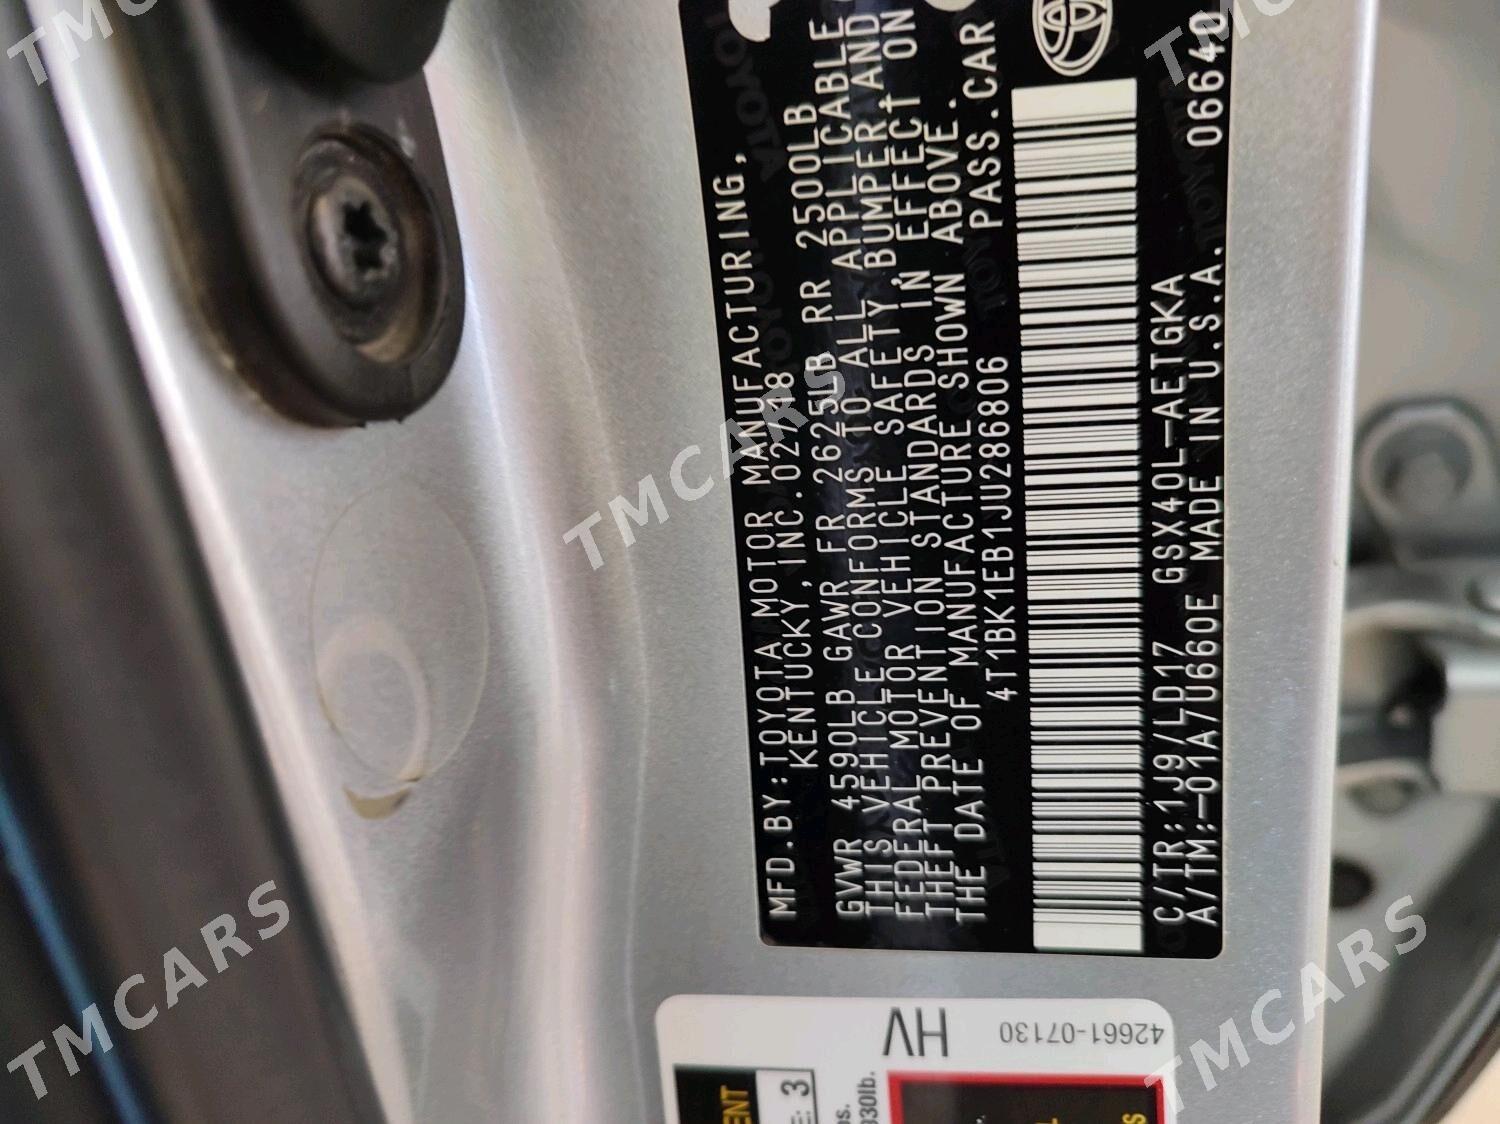 MFD.BY:TOYOTA MOTOR MANUFACTURING,
KENTUCKY,INC.02/18
GVWR 4590LB GAWR FR 2625LB RR 2500LB
THIS VEHICLE CONFORMS TO ALL APPLICABLE
FEDERAL MOTOR VEHICLE SAFETY,BUMPER,AND
THEFT PREVENTION STANDARDS IN EFFECT ON
THE DATE OF MANUFACTURE SHOWN ABOVE.
4T1BK1EB1JU286806 PASS.CAR
C/TR:1J9/LD17 GSX40L-AETGKA
A/TM:-01A/U660E MADE IN U.S.A. 06640
HV
42661-07130
3
TMCARS
TMCARS
TMCARS
TMCARS